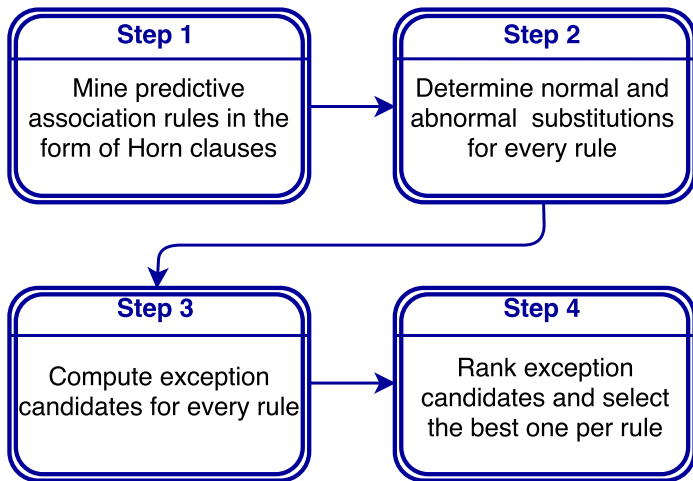 Step 1
Mine predictive
association rules in the
form of Horn clauses
Step 2
Determine normal and
abnormal substitutions
for every rule
Step 3
Compute exception
candidates for every rule
Step 4
Rank exception
candidates and select
the best one per rule